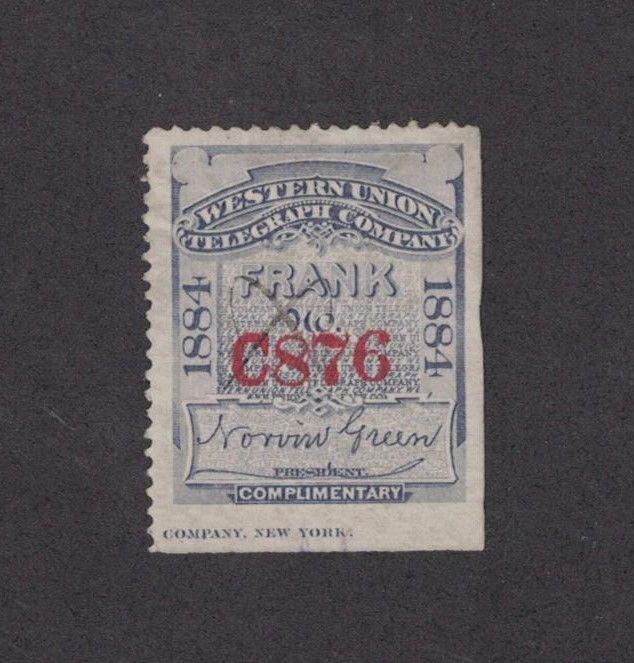 WESTERN UNION
TELEGRAPH COMPANY
FRANK
1884
1884
No.
C876
Norvin Green
PRESIDENT.
COMPLIMENTARY
COMPANY, NEW YORK.